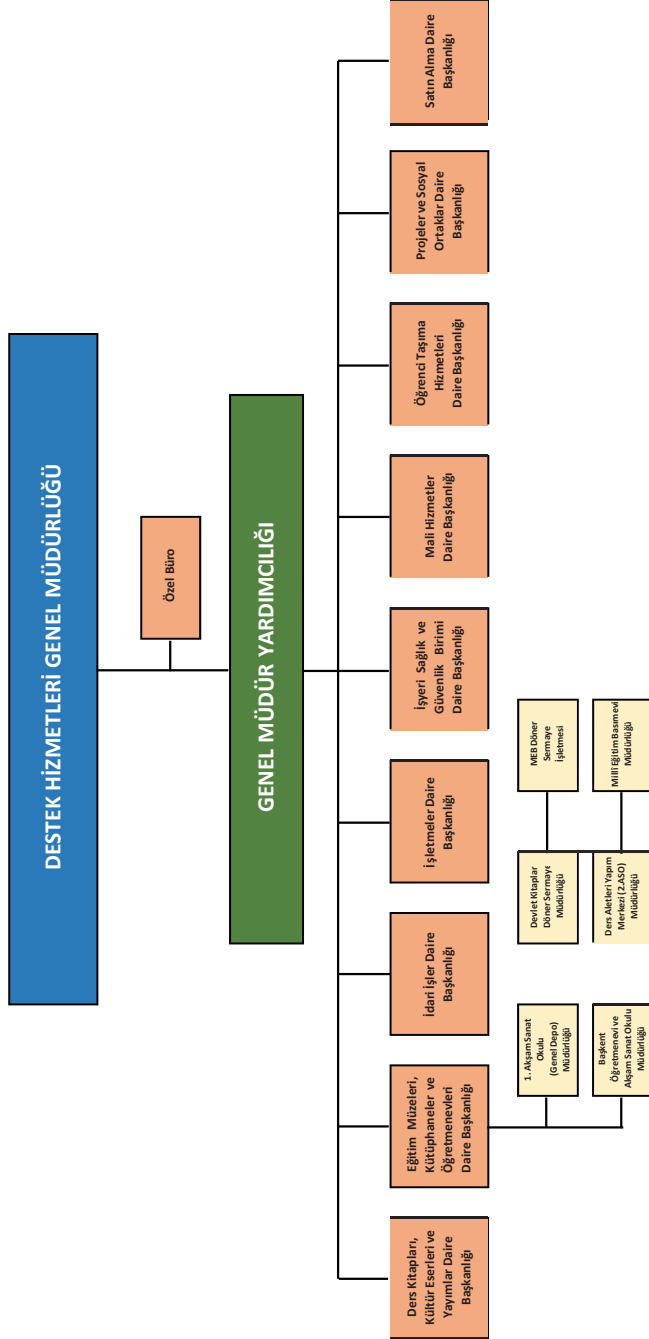 DESTEK HİZMETLERİ GENEL MÜDÜRLÜĞÜ
Özel Büro
GENEL MÜDÜR YARDIMCILIĞI
Ders Kitapları,
Kültür Eserleri ve
Yayımlar Daire
Başkanlığı
Eğitim Müzeleri,
Kütüphaneler ve
Öğretmenevleri
Daire Başkanlığı
İdari İşler Daire
Başkanlığı
İşletmeler Daire
Başkanlığı
İşyeri Sağlık ve
Güvenlik Birimi
Daire Başkanlığı
Mali Hizmetler
Daire Başkanlığı
Öğrenci Taşıma
Hizmetleri
Daire Başkanlığı
Projeler ve Sosyal
Ortaklar Daire
Başkanlığı
Satın Alma Daire
Başkanlığı
1. Akşam Sanat
Okulu
(Genel Depo)
Müdürlüğü
Devlet Kitaplar
Döner Sermaye
Müdürlüğü
MEB Döner
Sermaye
İşletmesi
Başkent
Öğretmenevi ve
Akşam Sanat Okulu
Müdürlüğü
Ders Aletleri Yapım
Merkezi (2.ASO)
Müdürlüğü
Milli Eğitim Basımevi
Müdürlüğü